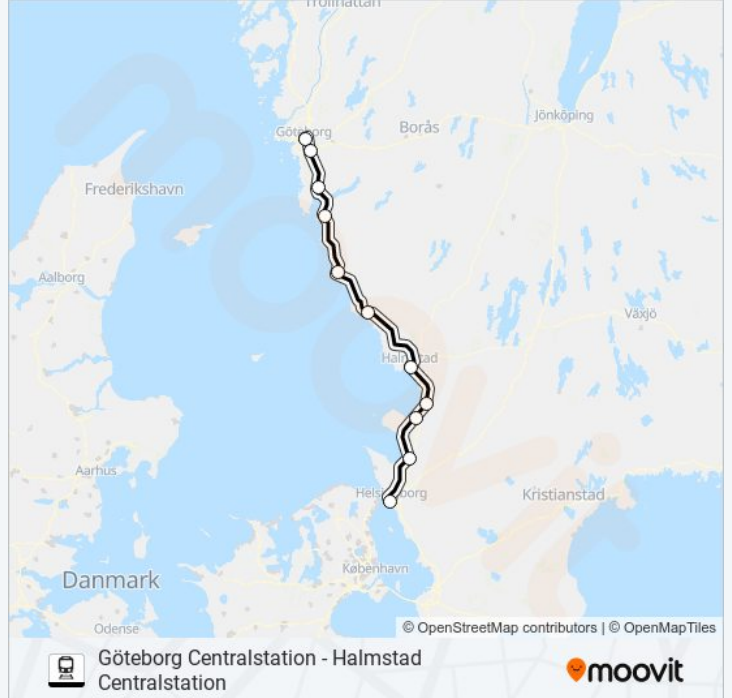 Trollhättan
Göteborg
Borås
Jönköping
Frederikshavn
Aalborg
Växjö
Halmstad
Aarhus
Helsingborg
Kristianstad
København
Danmark
Odense
© OpenStreetMap contributors | © OpenMapTiles
Göteborg Centralstation - Halmstad
Centralstation
moovit
moovit